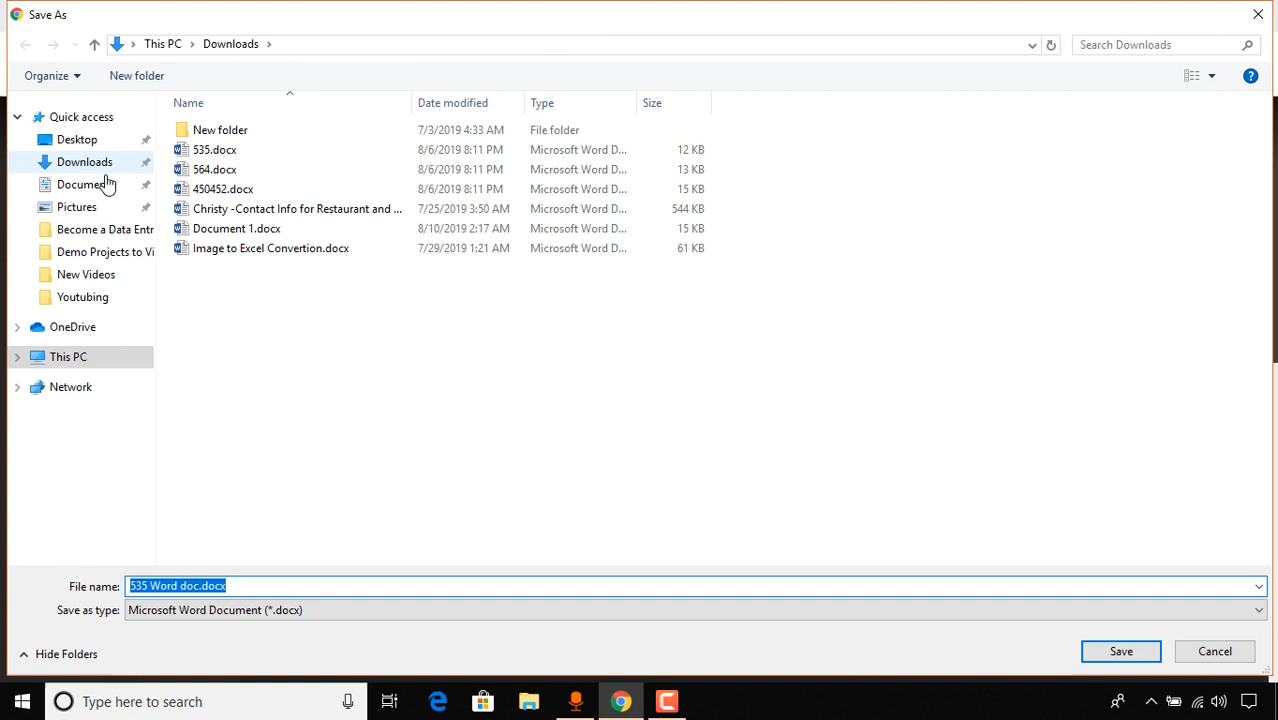 Save As
This PC
Downloads
Search Downloads
Organize
New folder
Name
Date modified
Type
Size
Quick access
Desktop
Downloads
Pictures
Become a Data Entr
Demo Projects to Vi
New Videos
Youtubing
OneDrive
This PC
Network
New folder 7/3/2019 4:33 AM File folder
535.docx 8/6/2019 8:11 PM Microsoft Word D... 12 KB
564.docx 8/6/2019 8:11 PM Microsoft Word D... 13 KB
450452.docx 8/6/2019 8:11 PM Microsoft Word D... 15 KB
Christy -Contact Info for Restaurant and ... 7/25/2019 3:50 AM Microsoft Word D... 544 KB
Document 1.docx 8/10/2019 2:17 AM Microsoft Word D... 15 KB
Image to Excel Convertion.docx 7/29/2019 1:21 AM Microsoft Word D... 61 KB
File name: 535 Word doc.docx
Save as type: Microsoft Word Document (*.docx)
Hide Folders
Save
Cancel
Type here to search